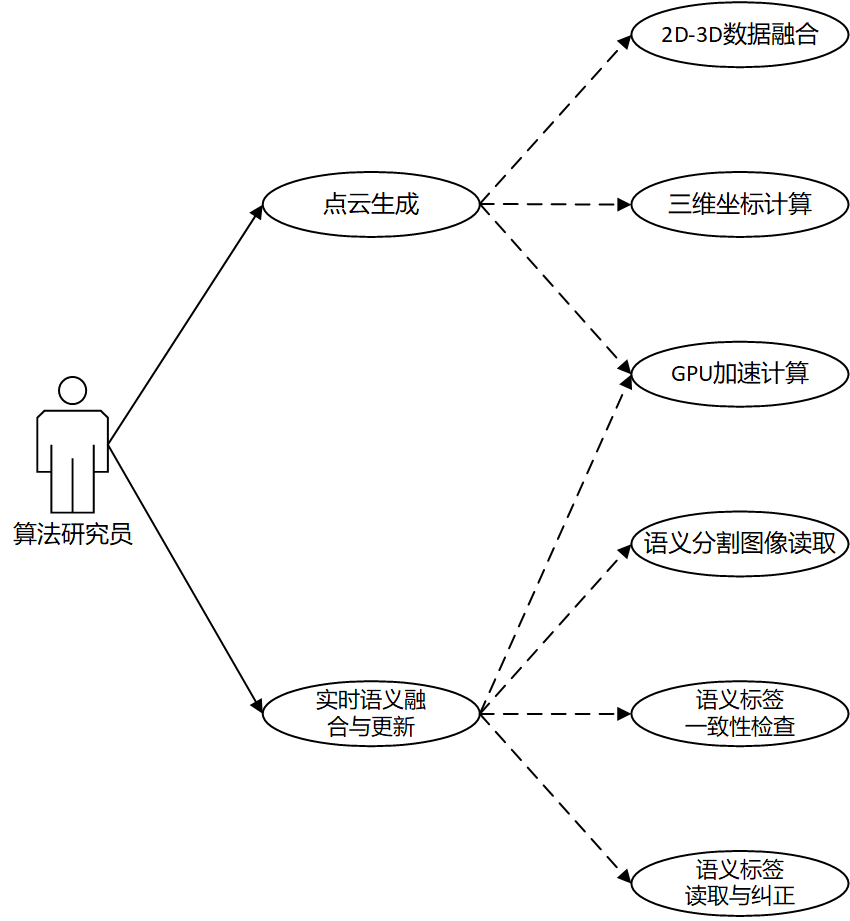 2D-3D数据融合
点云生成
三维坐标计算
GPU加速计算
算法研究员
语义分割图像读取
实时语义融
合与更新
语义标签
一致性检查
语义标签
读取与纠正